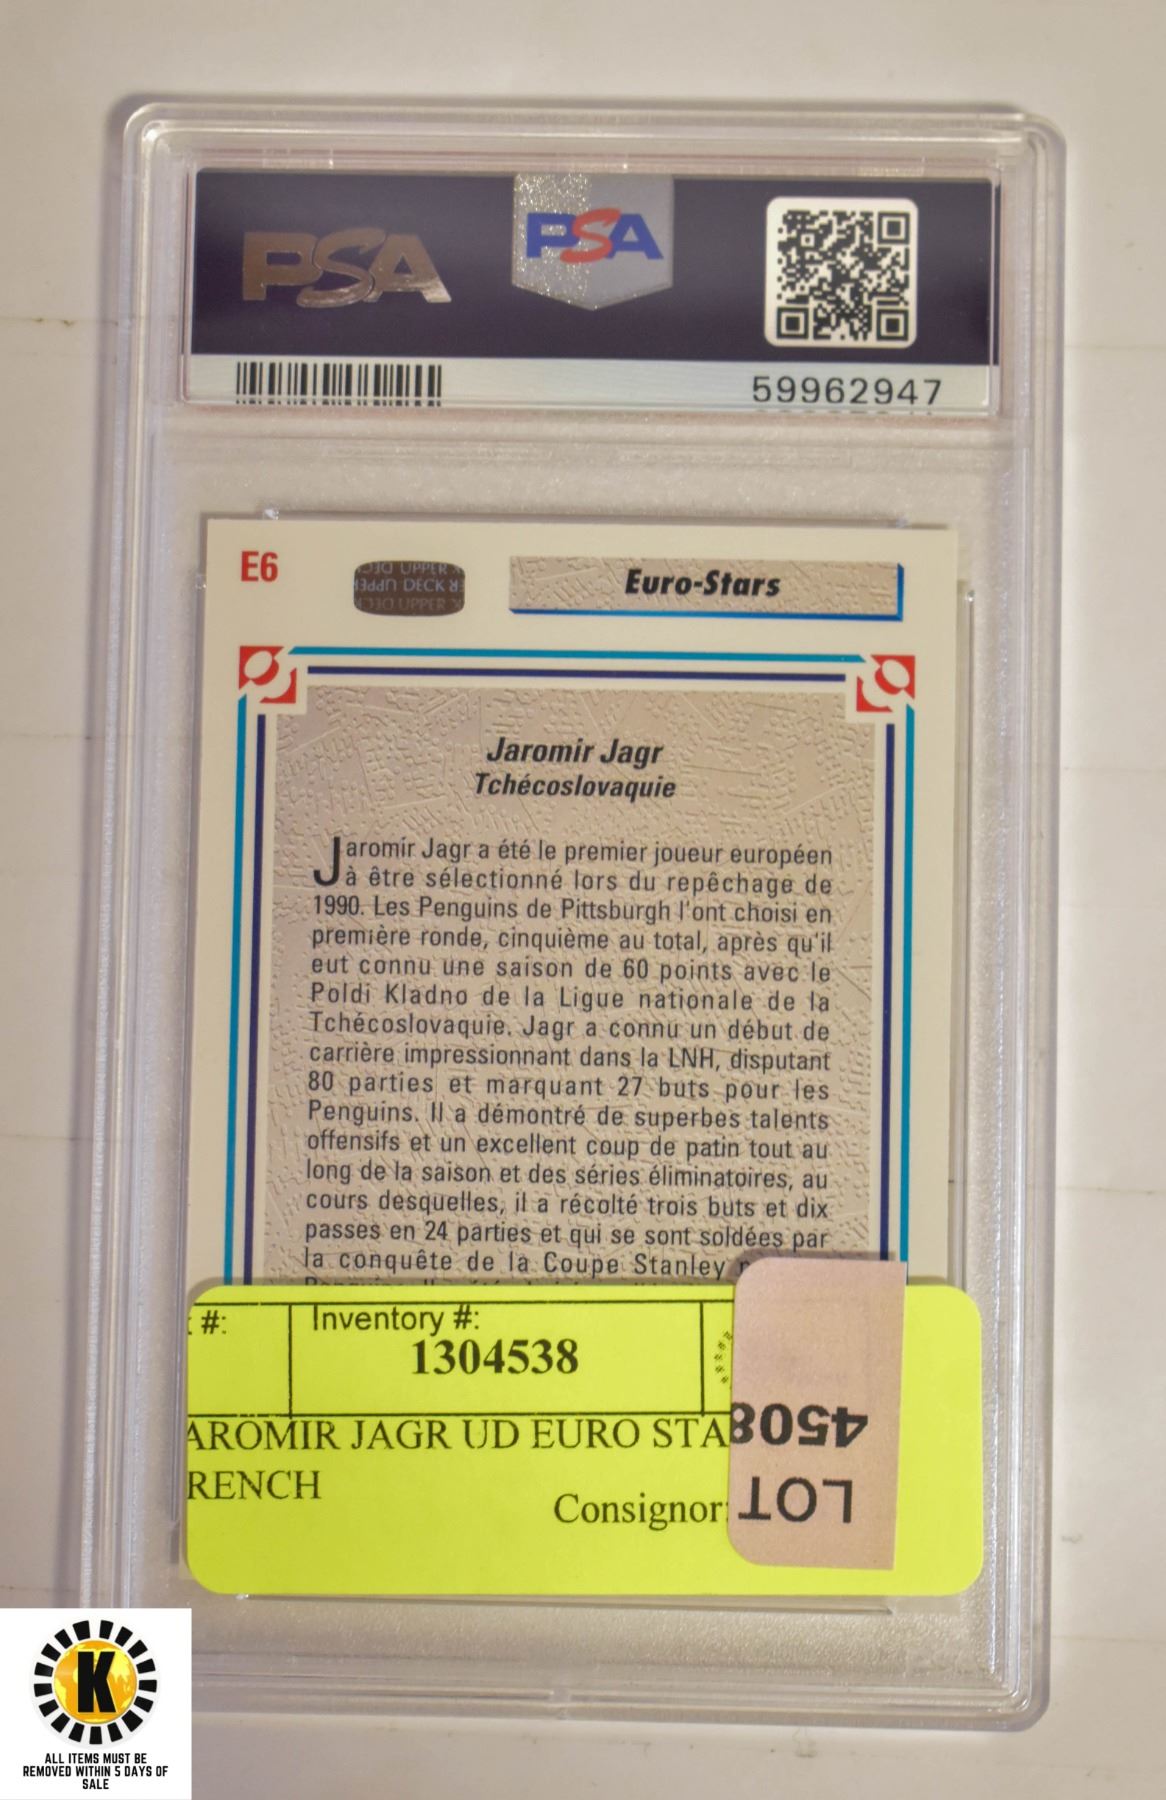 PSA
PSA
59962947
E6
UPPER DECK
Euro-Stars
Jaromir Jagr
Tchécoslovaquie
Jaromir Jagr a été le premier joueur européen
à être sélectionné lors du repêchage de
1990. Les Penguins de Pittsburgh l'ont choisi en
première ronde, cinquième au total, après qu'il
eut connu une saison de 60 points avec le
Poldi Kladno de la Ligue nationale de la
Tchécoslovaquie. Jagr a connu un début de
carrière impressionnant dans la LNH, disputant
80 parties et marquant 27 buts pour les
Penguins. Il a démontré de superbes talents
offensifs et un excellent coup de patin tout au
long de la saison et des séries éliminatoires, au
cours desquelles, il a récolté trois buts et dix
passes en 24 parties et qui se sont soldées par
la conquête de la Coupe Stanley
#:
Inventory #:
1304538
AROMIR JAGR UD EURO STA
RENCH
Consignor:
LOT
4508
K
ALL ITEMS MUST BE
REMOVED WITHIN 5 DAYS OF
SALE